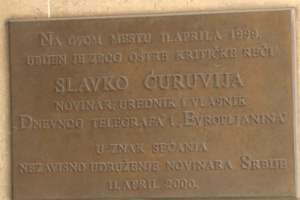 NA OVOM MESTU 11. APRILA 1999.
UBIJEN JE ZBOG OŠTRE KRITIČKE REČI
SLAVKO ĆURUVIJA
NOVINAR, UREDNIK I VLASNIK
„DNEVNOG TELEGRAFA” I „EVROPLJANINA”
U ZNAK SEĆANJA
NEZAVISNO UDRUŽENJE NOVINARA SRBIJE
11. APRIL 2000.